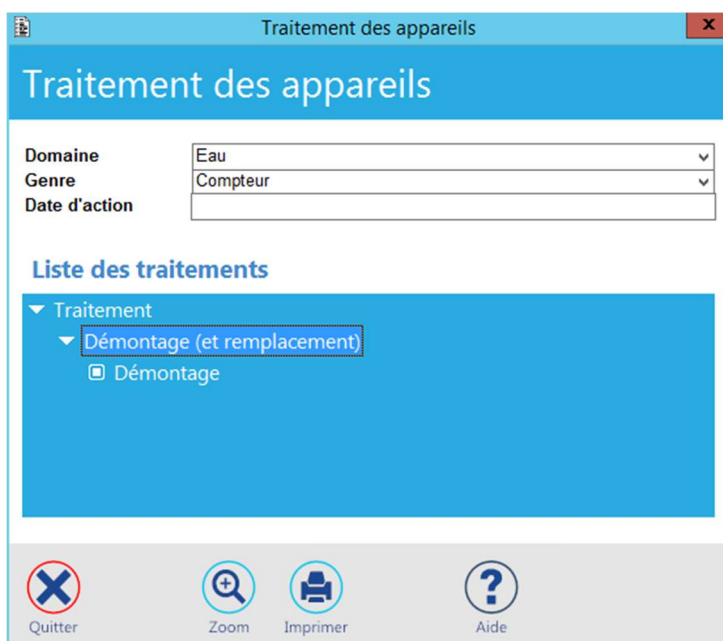 Traitement des appareils
x
Traitement des appareils
Domaine Eau
Genre Compteur
Date d'action
Liste des traitements
Traitement
Démontage (et remplacement)
Démontage
Quitter Zoom Imprimer ? Aide